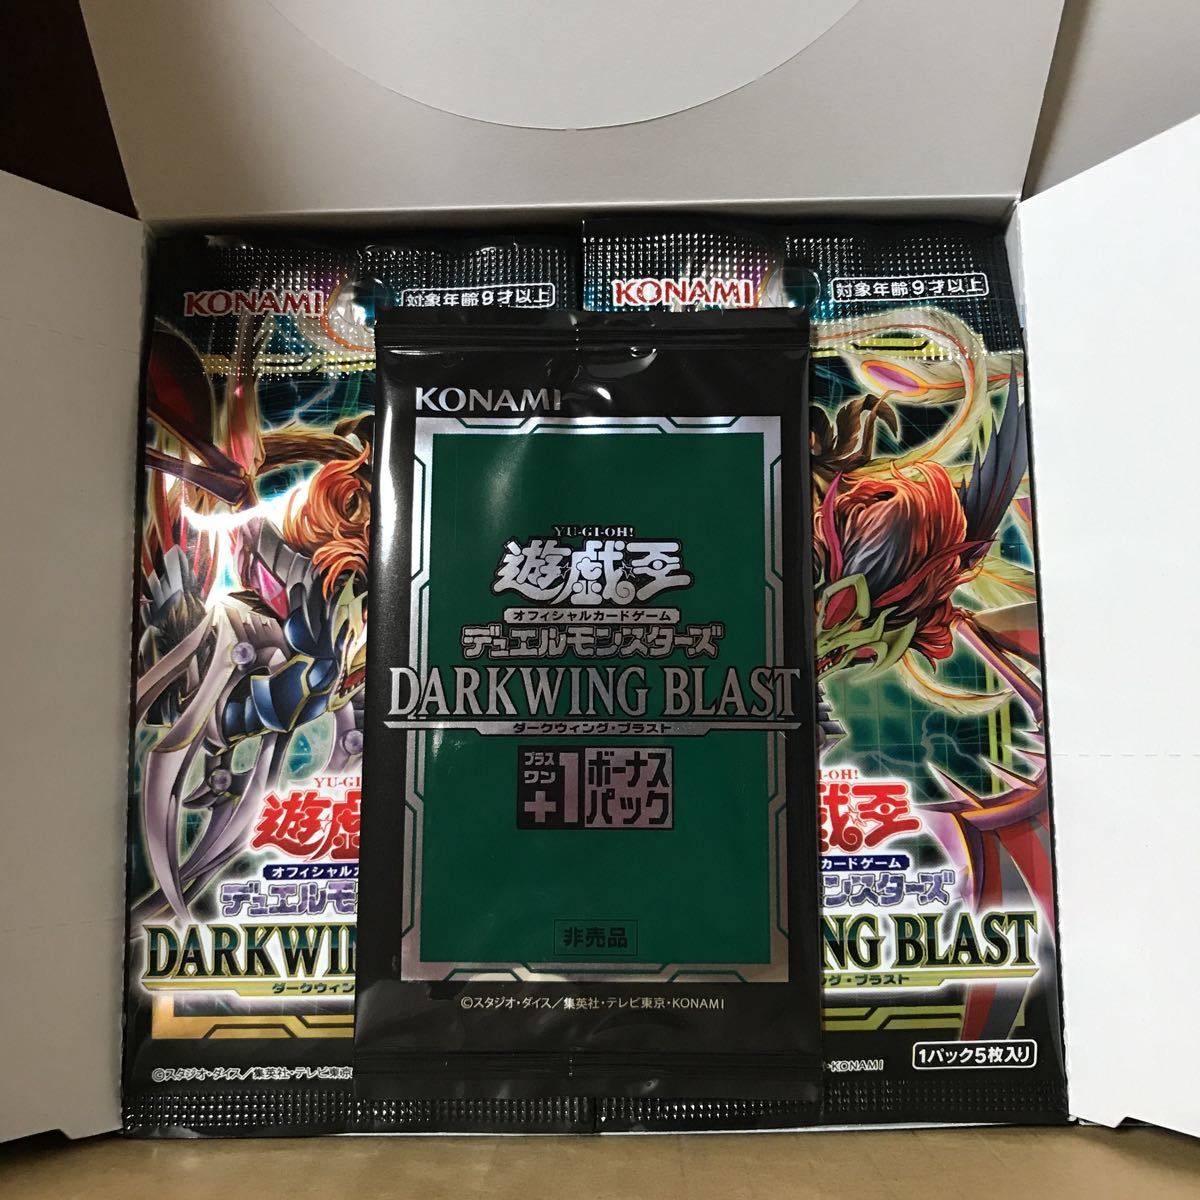 KONAMI
対象年齢9才以上
KONAMI
対象年齢9才以上
KONAMI
YU-GI-OH!
遊戯王
オフィシャルカードゲーム
デュエルモンスターズ
DARKWING BLAST
ダークウィング・ブラスト
プラスワン+1ボーナスパック
非売品
©スタジオ・ダイス/集英社・テレビ東京・KONAMI
YU-GI
遊戯
オフィシャルカ
デュエルモ
DARKWI
ダークウィン
©スタジオ・ダイス/集英社・テレビ東京
-OH!
戯王
カードゲーム
ンスターズ
NG BLAST
グ・ブラスト
1パック5枚入り
・KONAMI